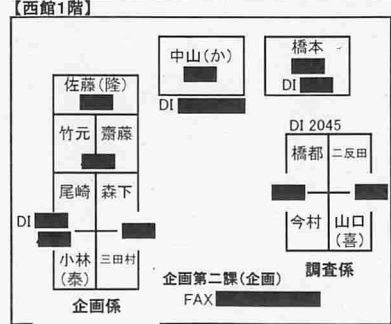 【西館1階】
中山(か)
DI
橋本
DI
佐藤(隆)
竹元 齋藤
尾崎 森下
DI
小林(泰) 三田村
企画係
DI 2045
橋都 二反田
今村 山口(喜)
調査係
企画第二課(企画)
FAX